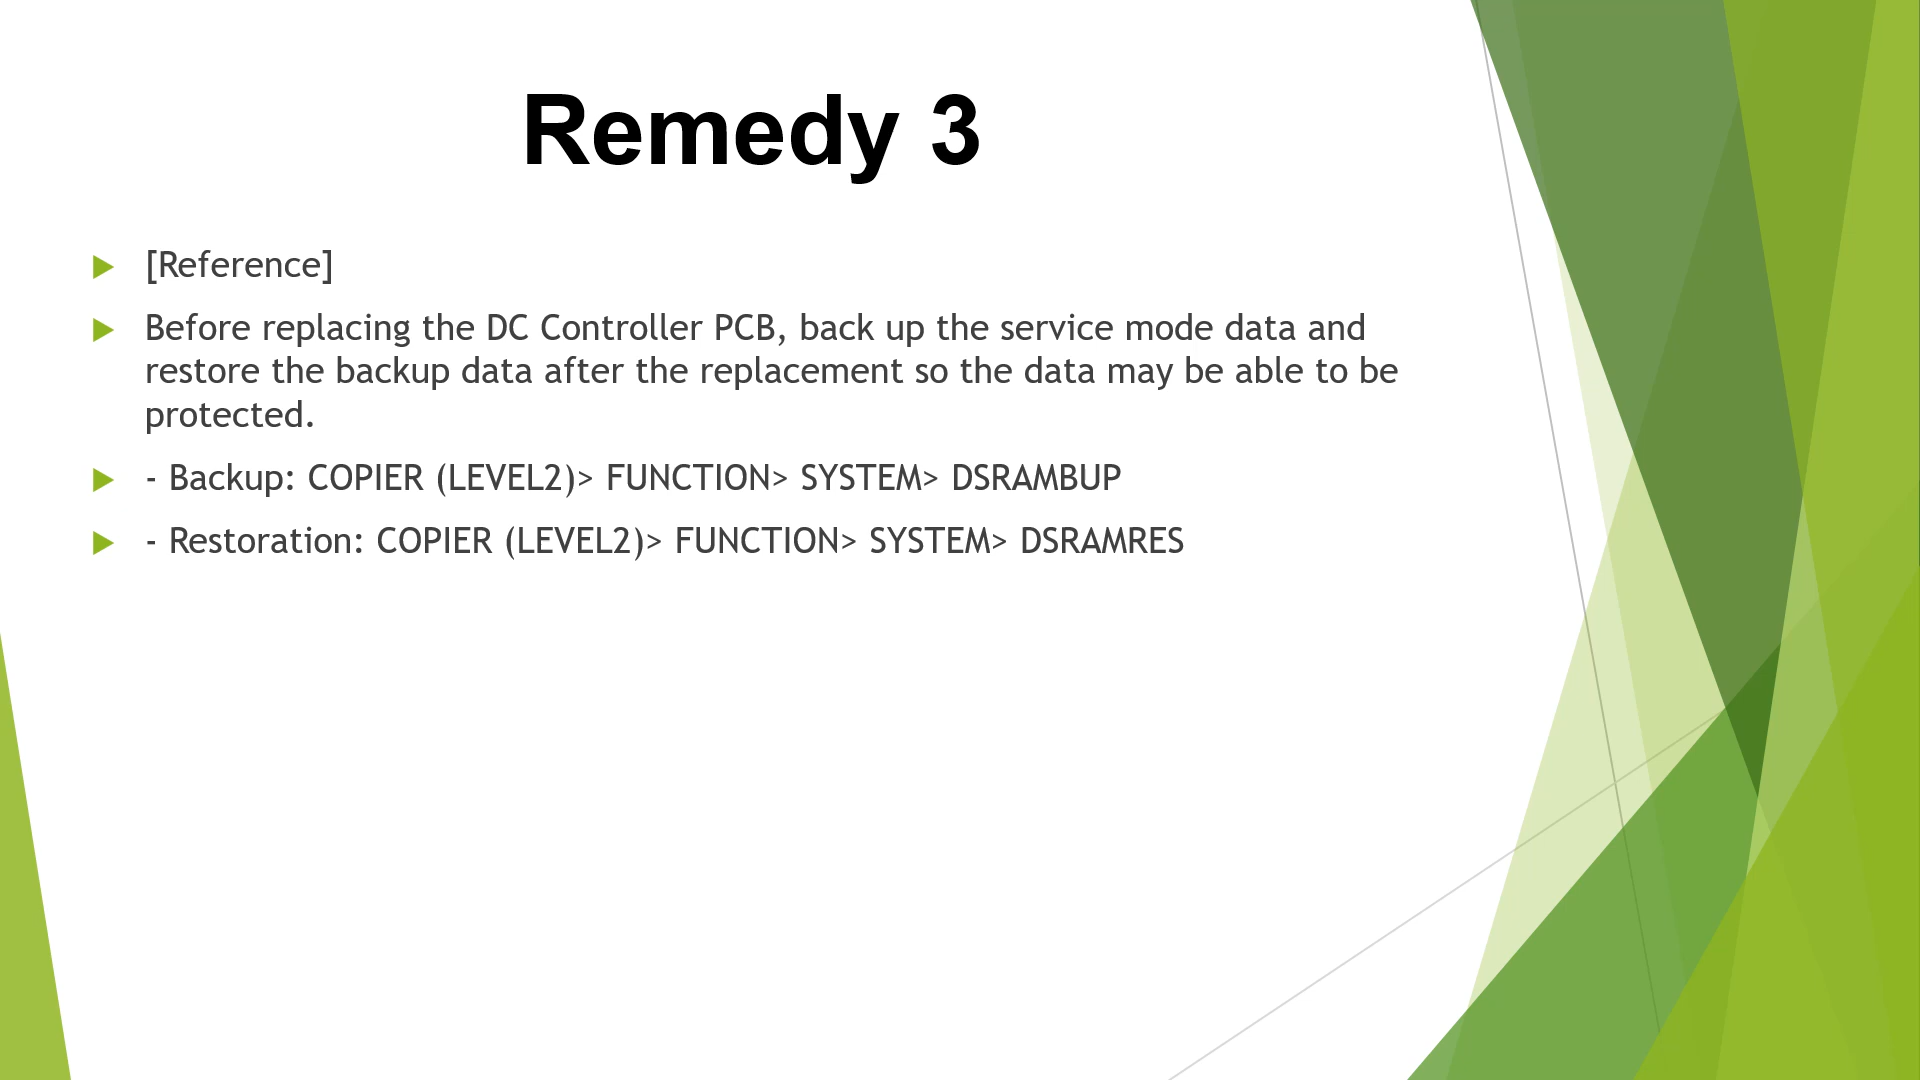 Remedy 3
[Reference]
Before replacing the DC Controller PCB, back up the service mode data and
restore the backup data after the replacement so the data may be able to be
protected.
- Backup: COPIER (LEVEL2)> FUNCTION> SYSTEM> DSRAMBUP
- Restoration: COPIER (LEVEL2)> FUNCTION> SYSTEM> DSRAMRES